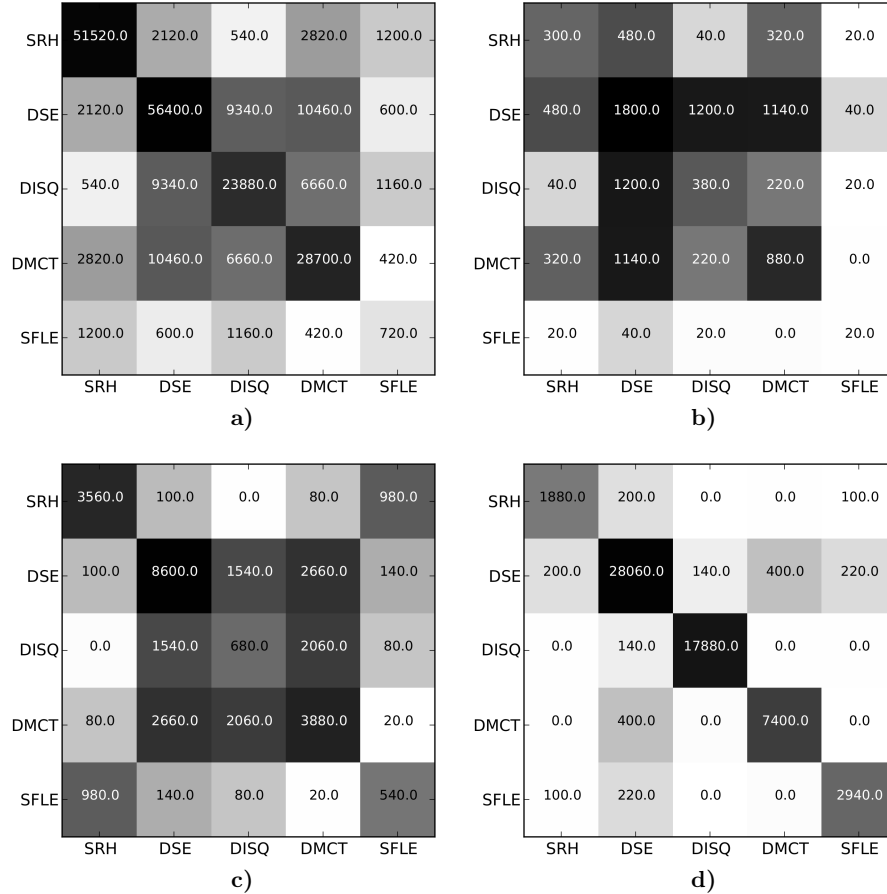 SRH 51520.0 2120.0 540.0 2820.0 1200.0
DSE 2120.0 56400.0 9340.0 10460.0 600.0
DISQ 540.0 9340.0 23880.0 6660.0 1160.0
DMCT 2820.0 10460.0 6660.0 28700.0 420.0
SFLE 1200.0 600.0 1160.0 420.0 720.0
SRH DSE DISQ DMCT SFLE
a)
SRH 300.0 480.0 40.0 320.0 20.0
DSE 480.0 1800.0 1200.0 1140.0 40.0
DISQ 40.0 1200.0 380.0 220.0 20.0
DMCT 320.0 1140.0 220.0 880.0 0.0
SFLE 20.0 40.0 20.0 0.0 20.0
SRH DSE DISQ DMCT SFLE
b)
SRH 3560.0 100.0 0.0 80.0 980.0
DSE 100.0 8600.0 1540.0 2660.0 140.0
DISQ 0.0 1540.0 680.0 2060.0 80.0
DMCT 80.0 2660.0 2060.0 3880.0 20.0
SFLE 980.0 140.0 80.0 20.0 540.0
SRH DSE DISQ DMCT SFLE
c)
SRH 1880.0 200.0 0.0 0.0 100.0
DSE 200.0 28060.0 140.0 400.0 220.0
DISQ 0.0 140.0 17880.0 0.0 0.0
DMCT 0.0 400.0 0.0 7400.0 0.0
SFLE 100.0 220.0 0.0 0.0 2940.0
SRH DSE DISQ DMCT SFLE
d)